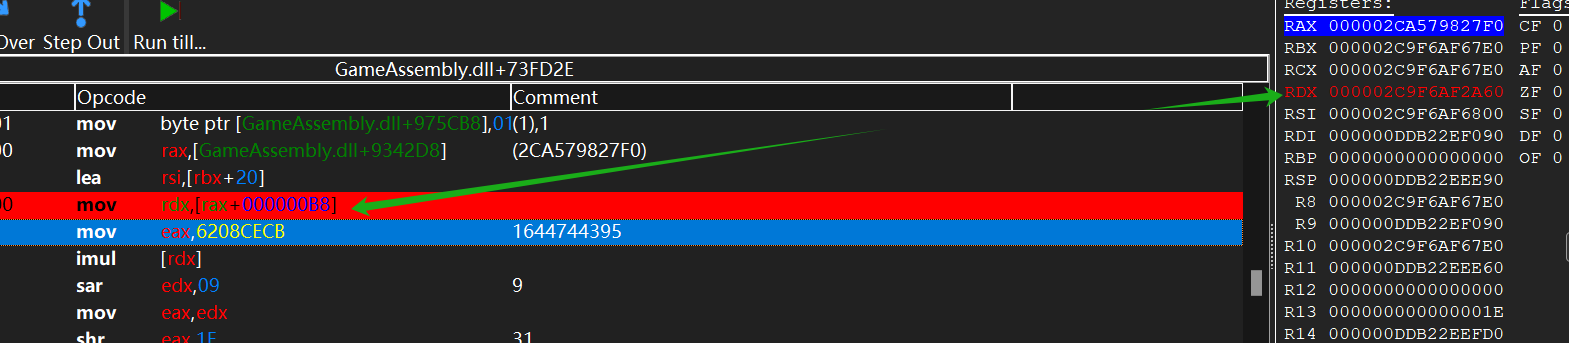 Registers: Flags
Over Step Out Run till...
RAX 000002CA579827F0 CF 0
GameAssembly.dll+73FD2E
RBX 000002C9F6AF67E0 PF 0
RCX 000002C9F6AF67E0 AF 0
Opcode Comment
RDX 000002C9F6AF2A60 ZF 0
01 mov byte ptr [GameAssembly.dll+975CB8],01 (1),1
RSI 000002C9F6AF6800 SF 0
RDI 000000DDB22EF090 DF 0
00 mov rax,[GameAssembly.dll+9342D8] (2CA579827F0)
RBP 0000000000000000 OF 0
lea rsi,[rbx+20]
RSP 000000DDB22EEE90
00 mov rdx,[rax+000000B8]
R8 000002C9F6AF67E0
R9 000000DDB22EF090
mov eax,6208CECB 1644744395
R10 000002C9F6AF67E0
imul [rdx]
R11 000000DDB22EEE60
sar edx,09 9
R12 0000000000000000
mov eax,edx
R13 000000000000001E
shr eax,1F 31
R14 000000DDB22EEFD0